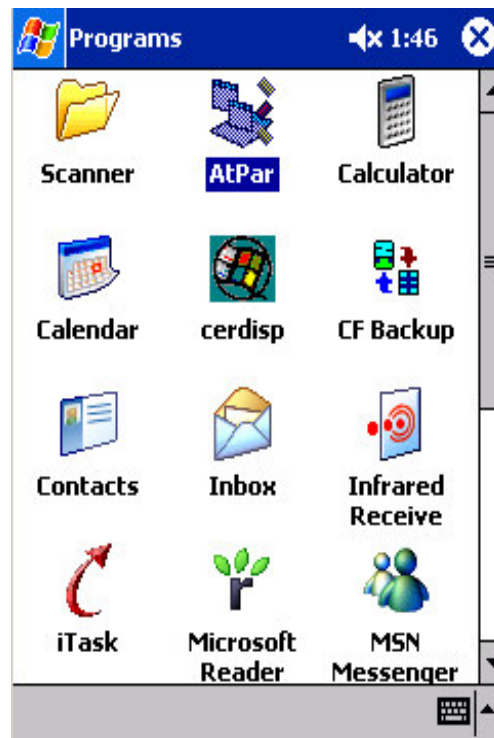 Programs 1:46
Scanner AtPar Calculator
Calendar cerdisp CF Backup
Contacts Inbox Infrared
Receive
iTask Microsoft MSN
Reader Messenger